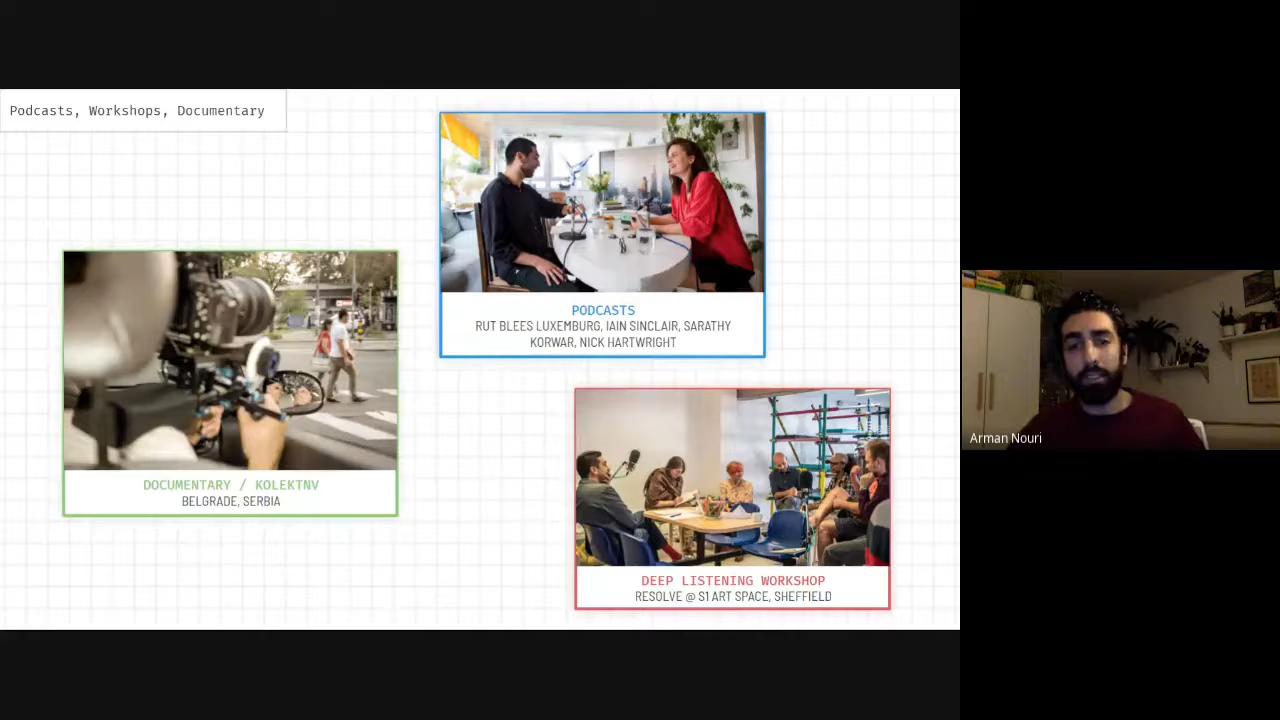 Podcasts, Workshops, Documentary
PODCASTS
RUT BLEES LUXEMBURG, IAIN SINCLAIR, SARATHY
KORWAR, NICK HARTWRIGHT
DOCUMENTARY / KOLEKTNV
BELGRADE, SERBIA
DEEP LISTENING WORKSHOP
RESOLVE @ S1 ART SPACE, SHEFFIELD
Arman Nouri